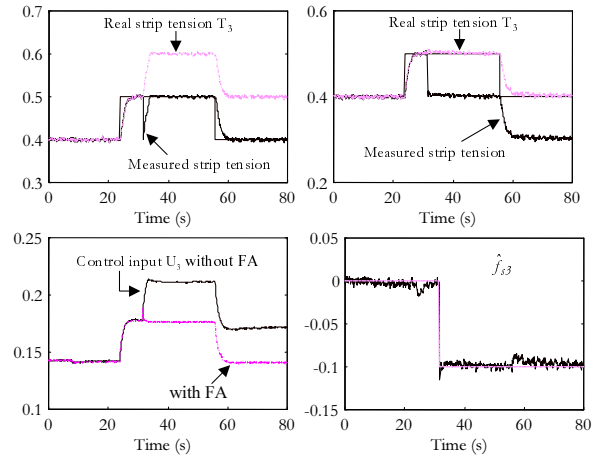 0.7
Real strip tension T3
0.6
0.5
0.4
Measured strip tension
0.3
0 20 40 60 80
Time (s)
0.6
Real strip tension T3
0.4
Measured strip tension
0.2
0 20 40 60 80
Time (s)
0.25
Control input U3 without FA
0.2
0.15
with FA
0.1
0 20 40 60 80
Time (s)
0.05
f̂s3
0
-0.05
-0.1
-0.15
0 20 40 60 80
Time (s)